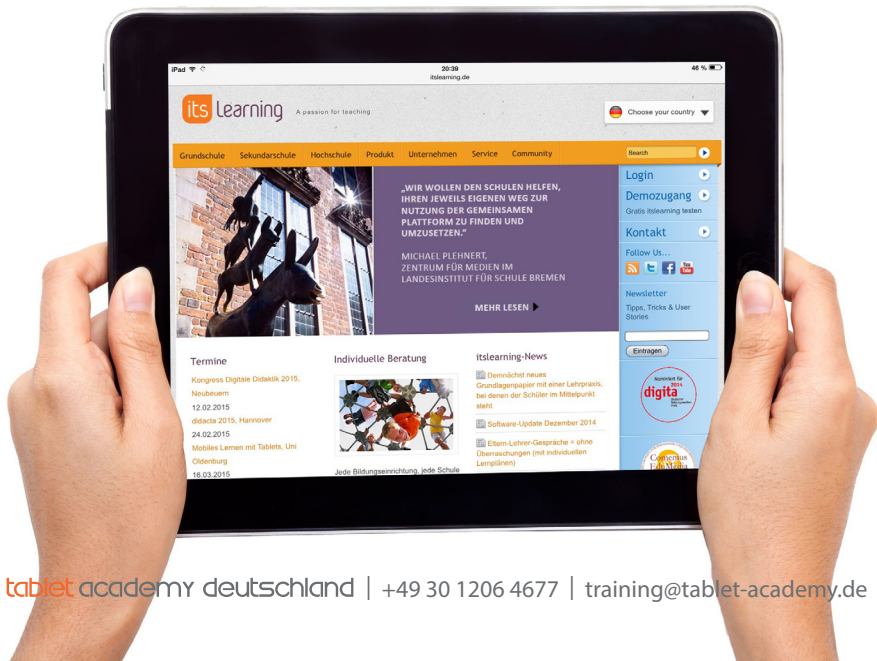 iPad
20:39
46 %
itslearning.de
its Learning
A passion for teaching
Choose your country
Grundschule Sekundarschule Hochschule Produkt Unternehmen Service Community
Search
„WIR WOLLEN DEN SCHULEN HELFEN,
IHREN JEWEILS EIGENEN WEG ZUR
NUTZUNG DER GEMEINSAMEN
PLATTFORM ZU FINDEN UND
UMZUSETZEN.“
MICHAEL PLEHNERT,
ZENTRUM FÜR MEDIEN IM
LANDESINSTITUT FÜR SCHULE BREMEN
MEHR LESEN
Login
Demozugang
Gratis itslearning testen
Kontakt
Follow Us...
You
Tube
Newsletter
Tipps, Tricks & User
Stories
Eintragen
Nominiert für
digita
2014
Comenius
EduMedia
Termine
Kongress Digitale Didaktik 2015,
Neubeuern
12.02.2015
didacta 2015, Hannover
24.02.2015
Mobiles Lernen mit Tablets, Uni
Oldenburg
16.03.2015
Individuelle Beratung
Jede Bildungseinrichtung, jede Schule
itslearning-News
Demnächst neues
Grundlagenpapier mit einer Lehrpraxis,
bei denen der Schüler im Mittelpunkt
steht
Software-Update Dezember 2014
Eltern-Lehrer-Gespräche = ohne
Überraschungen (mit individuellen
Lernplänen)
tablet academy deutschland | +49 30 1206 4677 | training@tablet-academy.de